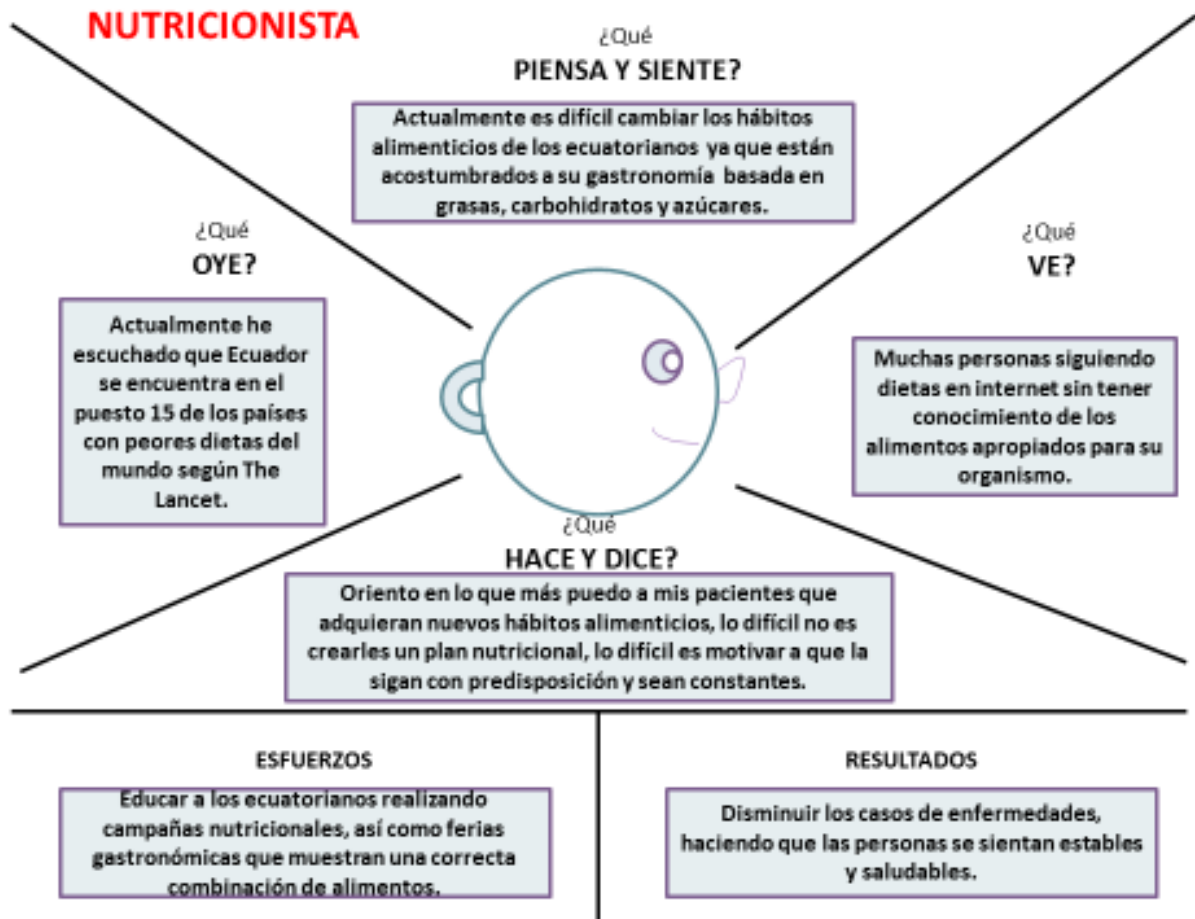 NUTRICIONISTA
¿Qué
PIENSA Y SIENTE?
Actualmente es difícil cambiar los hábitos
alimenticios de los ecuatorianos ya que están
acostumbrados a su gastronomía basada en
grasas, carbohidratos y azúcares.
¿Qué
OYE?
Actualmente he
escuchado que Ecuador
se encuentra en el
puesto 15 de los países
con peores dietas del
mundo según The
Lancet.
¿Qué
VE?
Muchas personas siguiendo
dietas en internet sin tener
conocimiento de los
alimentos apropiados para su
organismo.
¿Qué
HACE Y DICE?
Oriento en lo que más puedo a mis pacientes que
adquieran nuevos hábitos alimenticios, lo difícil no es
crearles un plan nutricional, lo difícil es motivar a que la
sigan con predisposición y sean constantes.
ESFUERZOS
Educar a los ecuatorianos realizando
campañas nutricionales, así como ferias
gastronómicas que muestran una correcta
combinación de alimentos.
RESULTADOS
Disminuir los casos de enfermedades,
haciendo que las personas se sientan estables
y saludables.